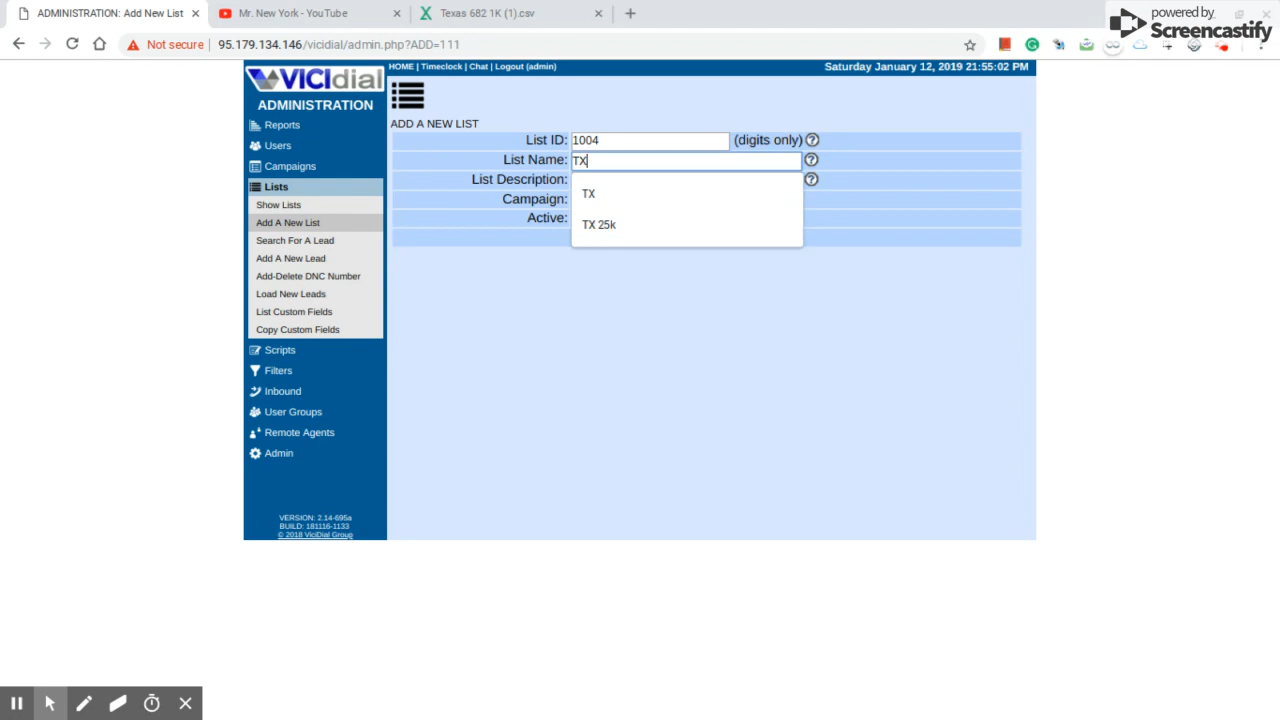 ADMINISTRATION: Add New List
Mr. New York - YouTube
Texas 682 1K (1).csv
powered by
Screencastify
Not secure
95.179.134.146/vicidial/admin.php?ADD=111
VICIdial
HOME | Timeclock | Chat | Logout (admin)
Saturday January 12, 2019 21:55:02 PM
ADMINISTRATION
Reports
Users
Campaigns
Lists
Show Lists
Add A New List
Search For A Lead
Add A New Lead
Add-Delete DNC Number
Load New Leads
List Custom Fields
Copy Custom Fields
Scripts
Filters
Inbound
User Groups
Remote Agents
Admin
VERSION: 2.14-695a
BUILD: 181116-1133
© 2018 ViciDial Group
ADD A NEW LIST
List ID: 1004 (digits only)
List Name: TX
List Description:
Campaign:
Active:
TX
TX 25k